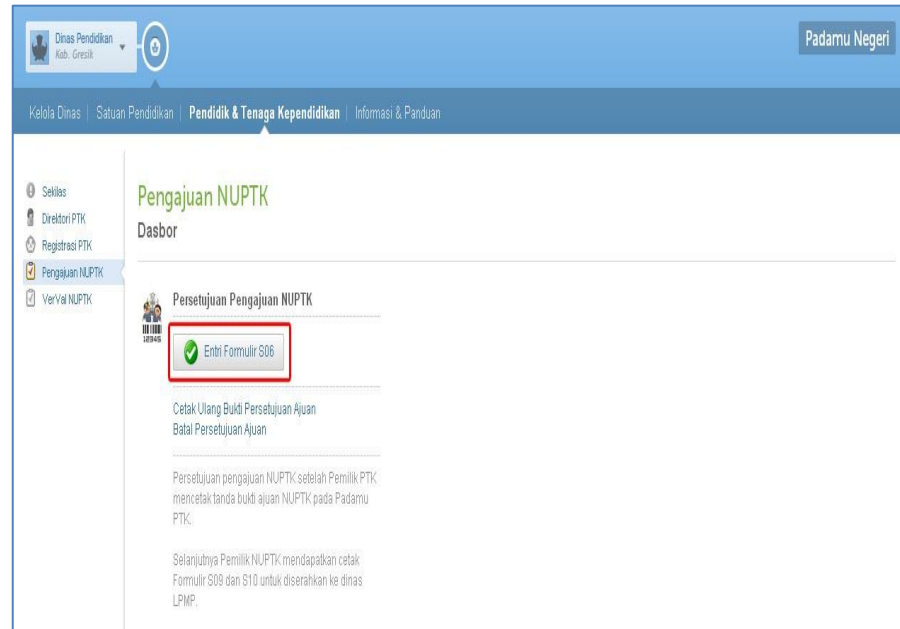 Dinas Pendidikan
Kab. Gresik
Padamu Negeri
Kelola Dinas | Satuan Pendidikan | Pendidik & Tenaga Kependidikan | Informasi & Panduan
Sekilas
Direktori PTK
Registrasi PTK
Pengajuan NUPTK
VerVal NUPTK
Pengajuan NUPTK
Dasbor
12345
Persetujuan Pengajuan NUPTK
Entri Formulir S06
Cetak Ulang Bukti Persetujuan Ajuan
Batal Persetujuan Ajuan
Persetujuan pengajuan NUPTK setelah Pemilik PTK
mencetak tanda bukti ajuan NUPTK pada Padamu
PTK.
Selanjutnya Pemilik NUPTK mendapatkan cetak
Formulir S09 dan S10 untuk diserahkan ke dinas
LPMP.